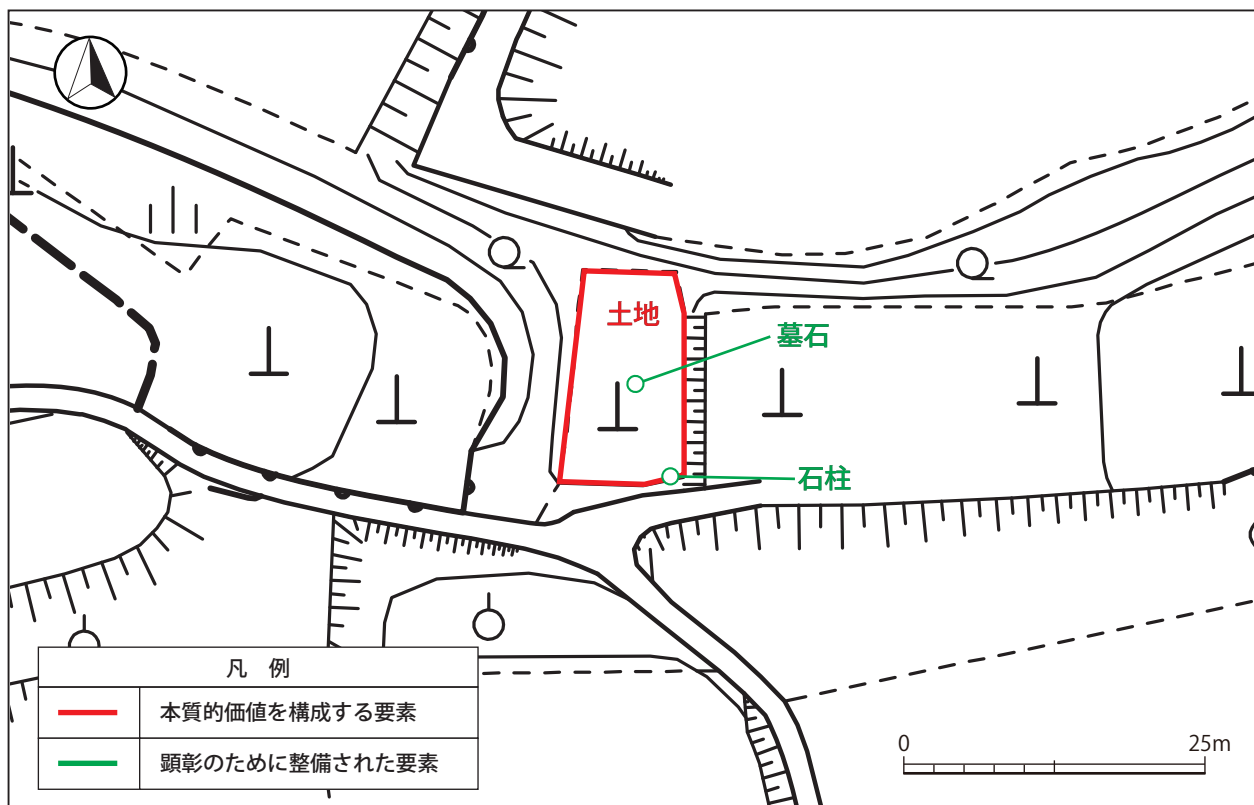 土地
墓石
石柱
凡 例
本質的価値を構成する要素
顕彰のために整備された要素
0 25m